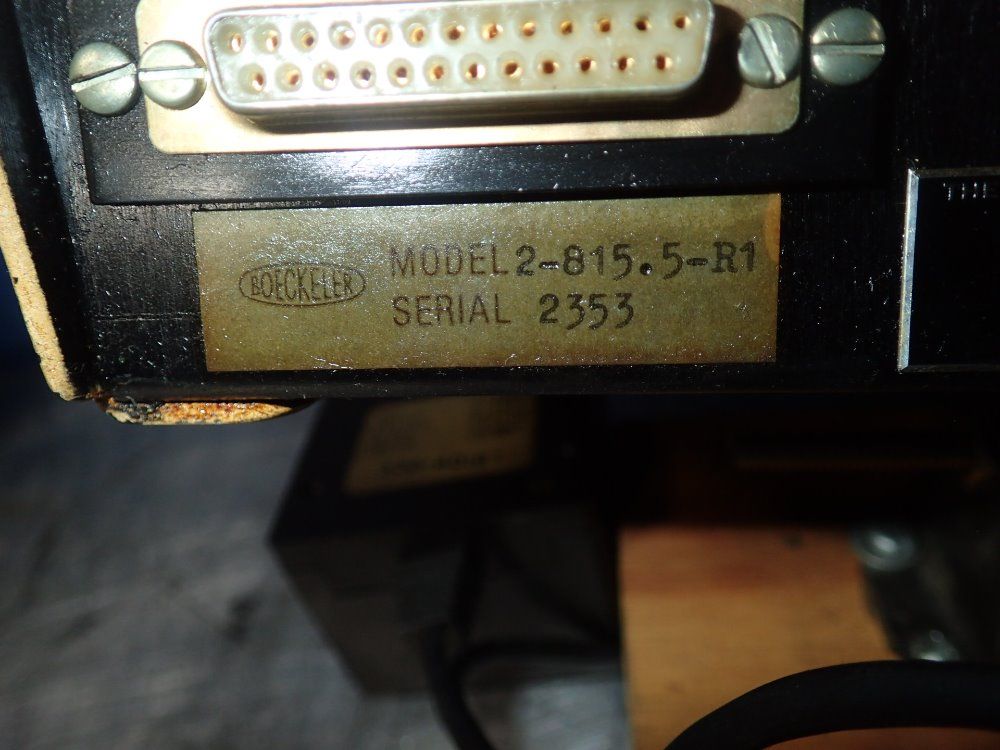 BOECKELER
MODEL 2-815.5-R1
SERIAL 2353